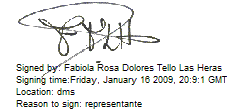 Signed by: Fabiola Rosa Dolores Tello Las Heras
Signing time:Friday, January 16 2009, 20:9:1 GMT
Location: dms
Reason to sign: representante